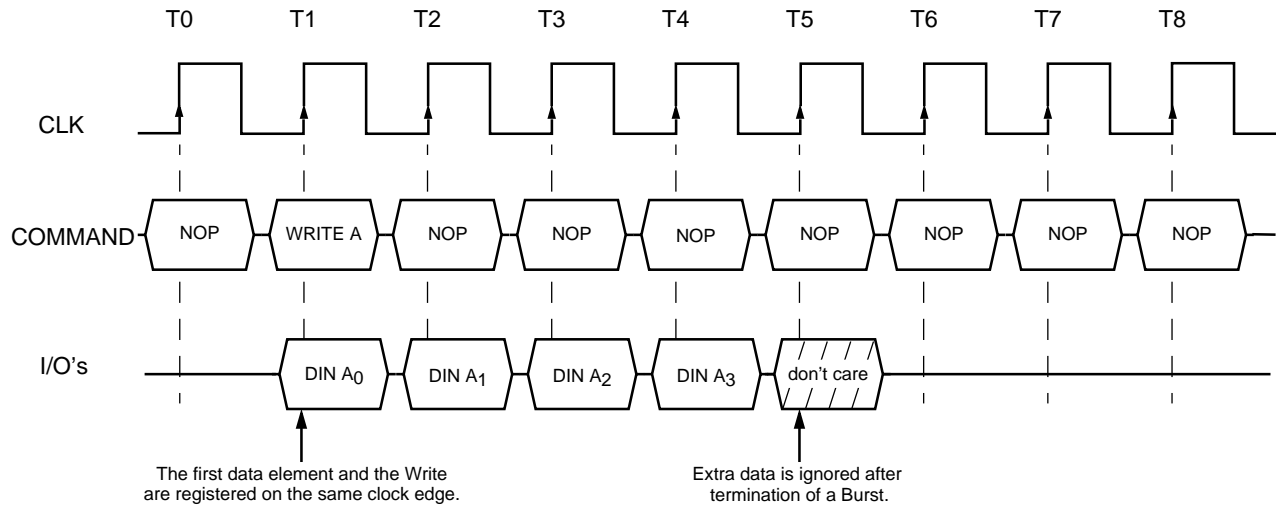 T0 T1 T2 T3 T4 T5 T6 T7 T8
CLK
COMMAND NOP WRITE A NOP NOP NOP NOP NOP NOP NOP
I/O's DIN A0 DIN A1 DIN A2 DIN A3 don't care
The first data element and the Write
are registered on the same clock edge.
Extra data is ignored after
termination of a Burst.